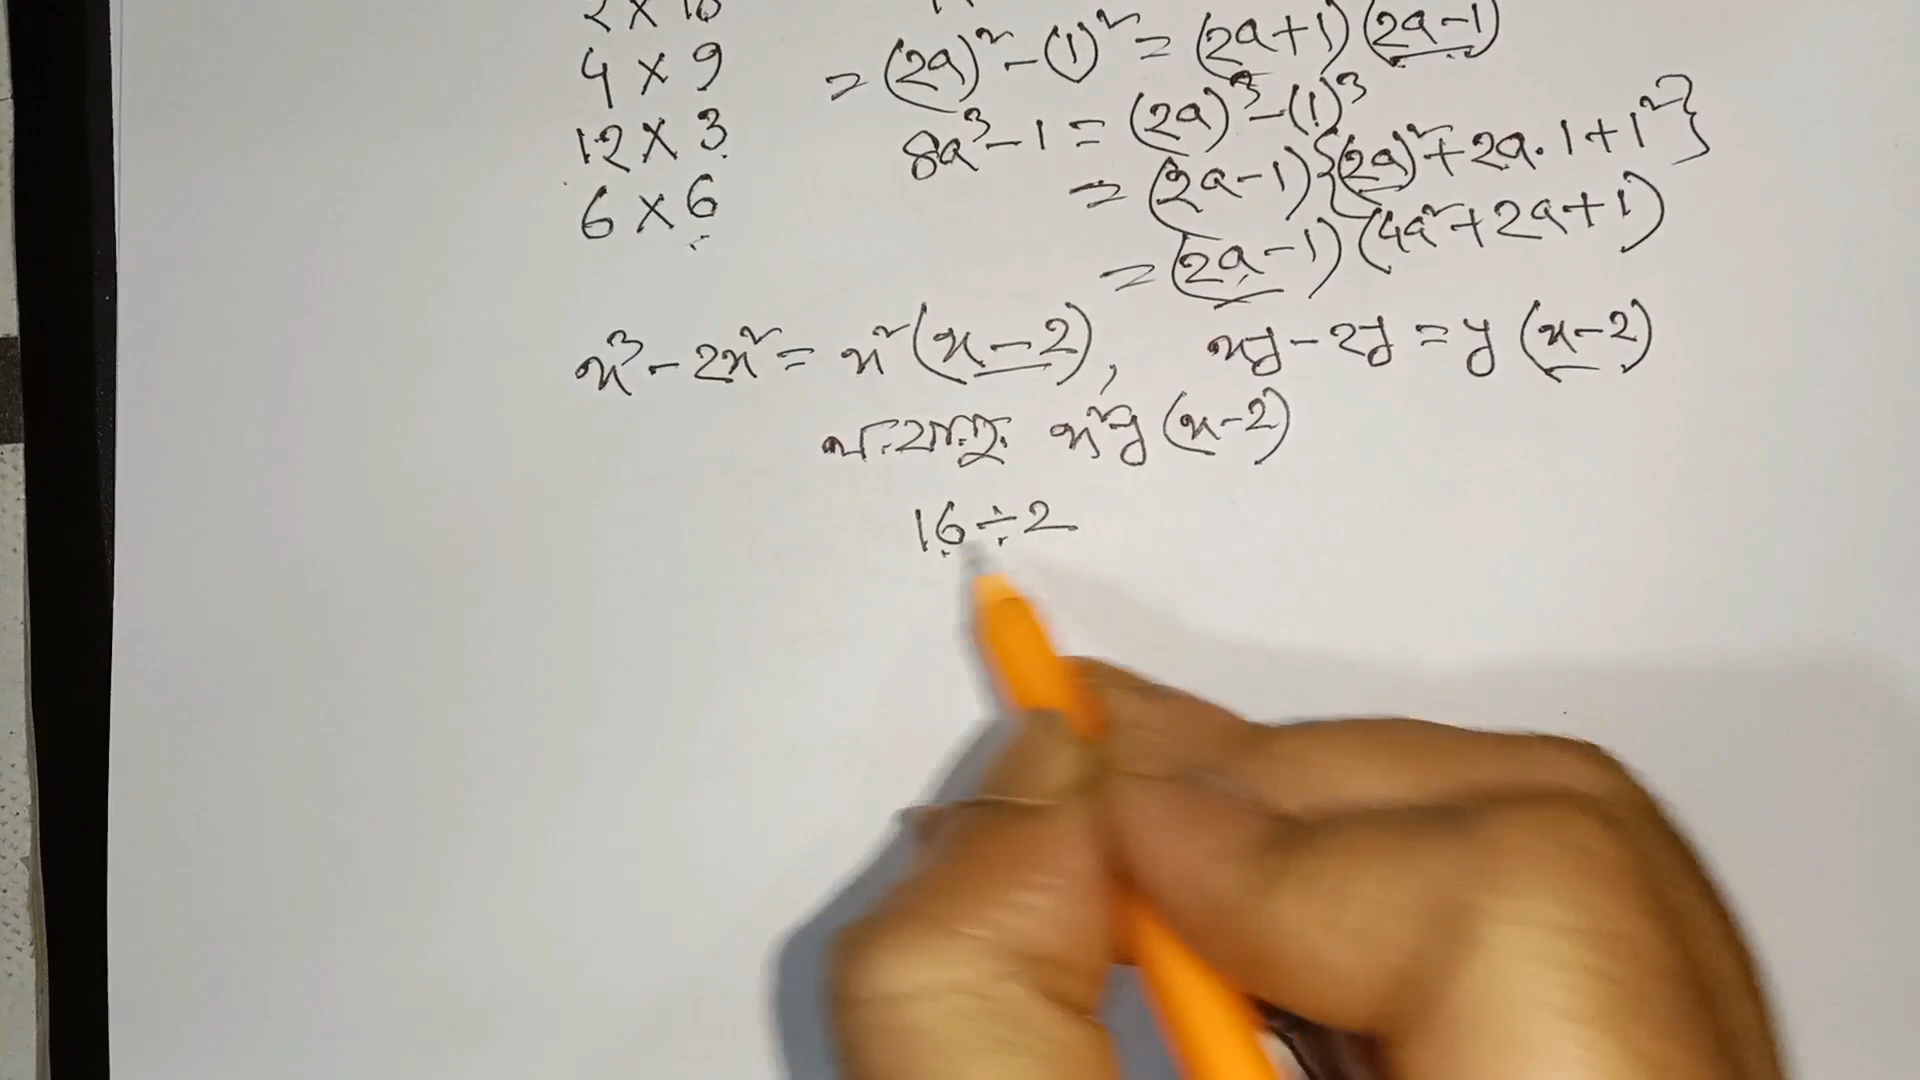 2 × 18
4 × 9
12 × 3
6 × 6
= (2a)² - (1)² = (2a+1)(2a-1)
8a³ - 1 = (2a)³ - (1)³
= (2a-1){(2a)² + 2a·1 + 1²}
= (2a-1)(4a² + 2a + 1)
x³ - 2x² = x²(x-2), xy - 2y = y(x-2)
ল.সা.গু. x²y(x-2)
16 ÷ 2